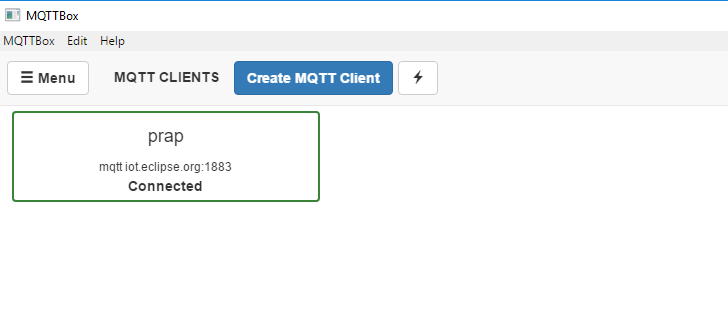 MQTTBox
MQTTBox Edit Help
Menu MQTT CLIENTS Create MQTT Client
prap
mqtt iot.eclipse.org:1883
Connected